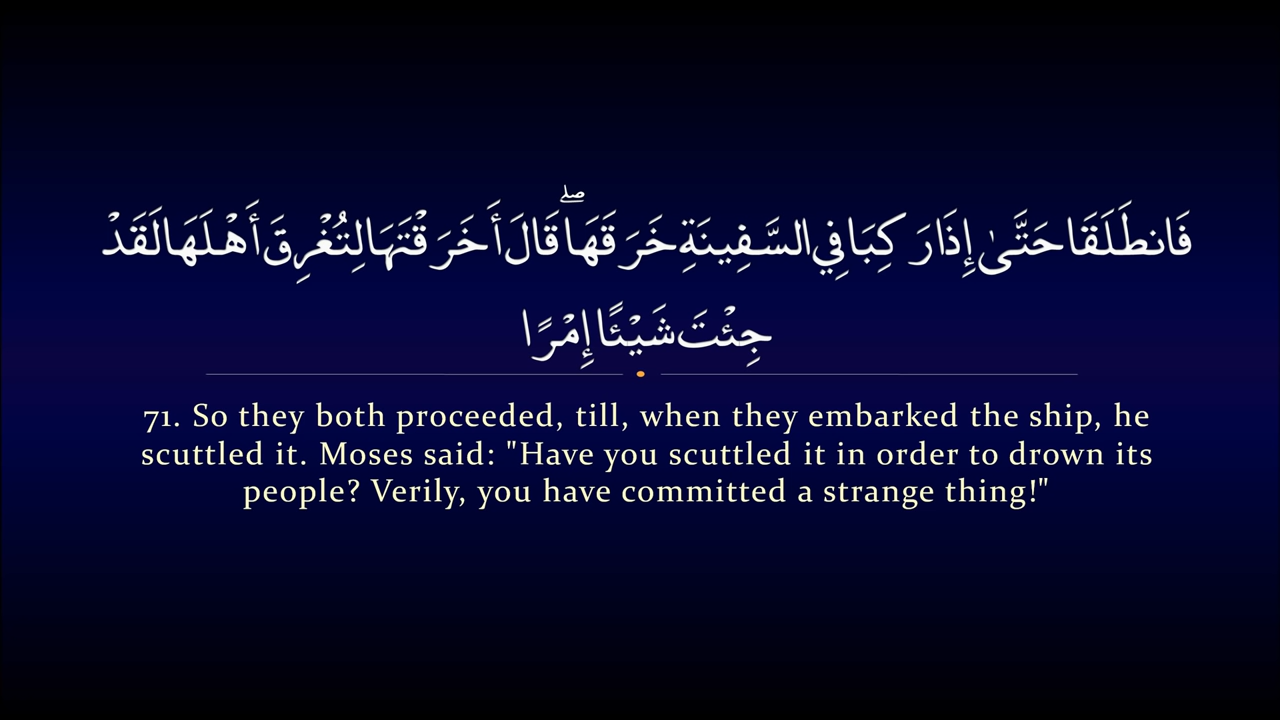 فَانطَلَقَا حَتَّىٰ إِذَا رَكِبَا فِي السَّفِينَةِ خَرَقَهَا ۖ قَالَ أَخَرَقْتَهَا لِتُغْرِقَ أَهْلَهَا لَقَدْ
جِئْتَ شَيْئًا إِمْرًا
71. So they both proceeded, till, when they embarked the ship, he
scuttled it. Moses said: "Have you scuttled it in order to drown its
people? Verily, you have committed a strange thing!"